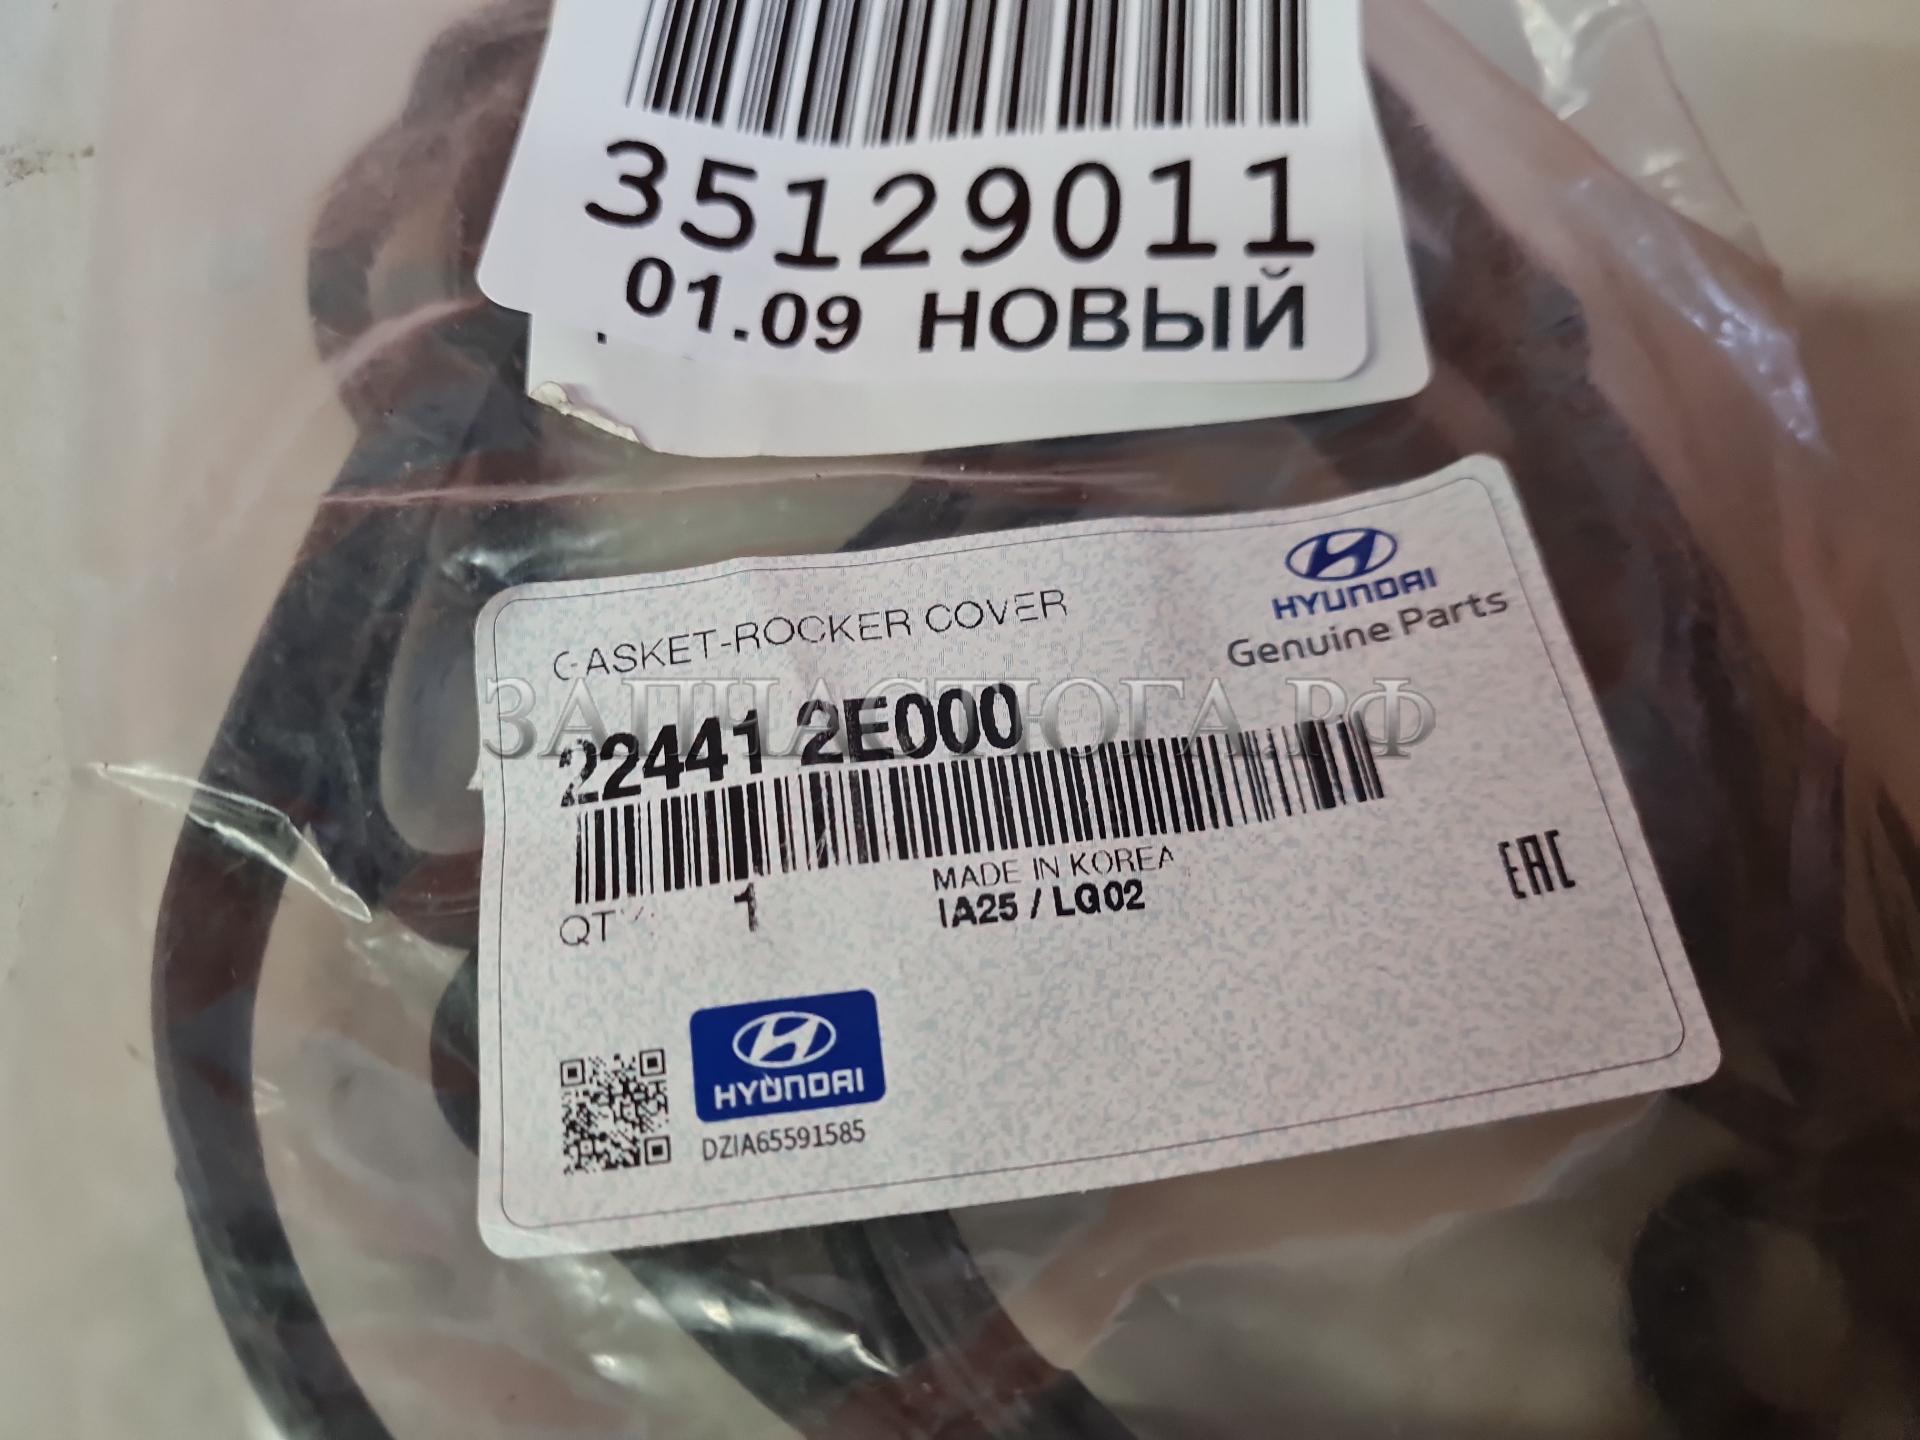 35129011
. 01.09 НОВЫЙ
HYUNDAI
Genuine Parts
GASKET-ROCKER COVER
22441 2E000
ЗАПЧАСТЮГА.РФ
MADE IN KOREA
QTY 1
IA25 / LG02
EAC
HYUNDAI
DZIA65591585